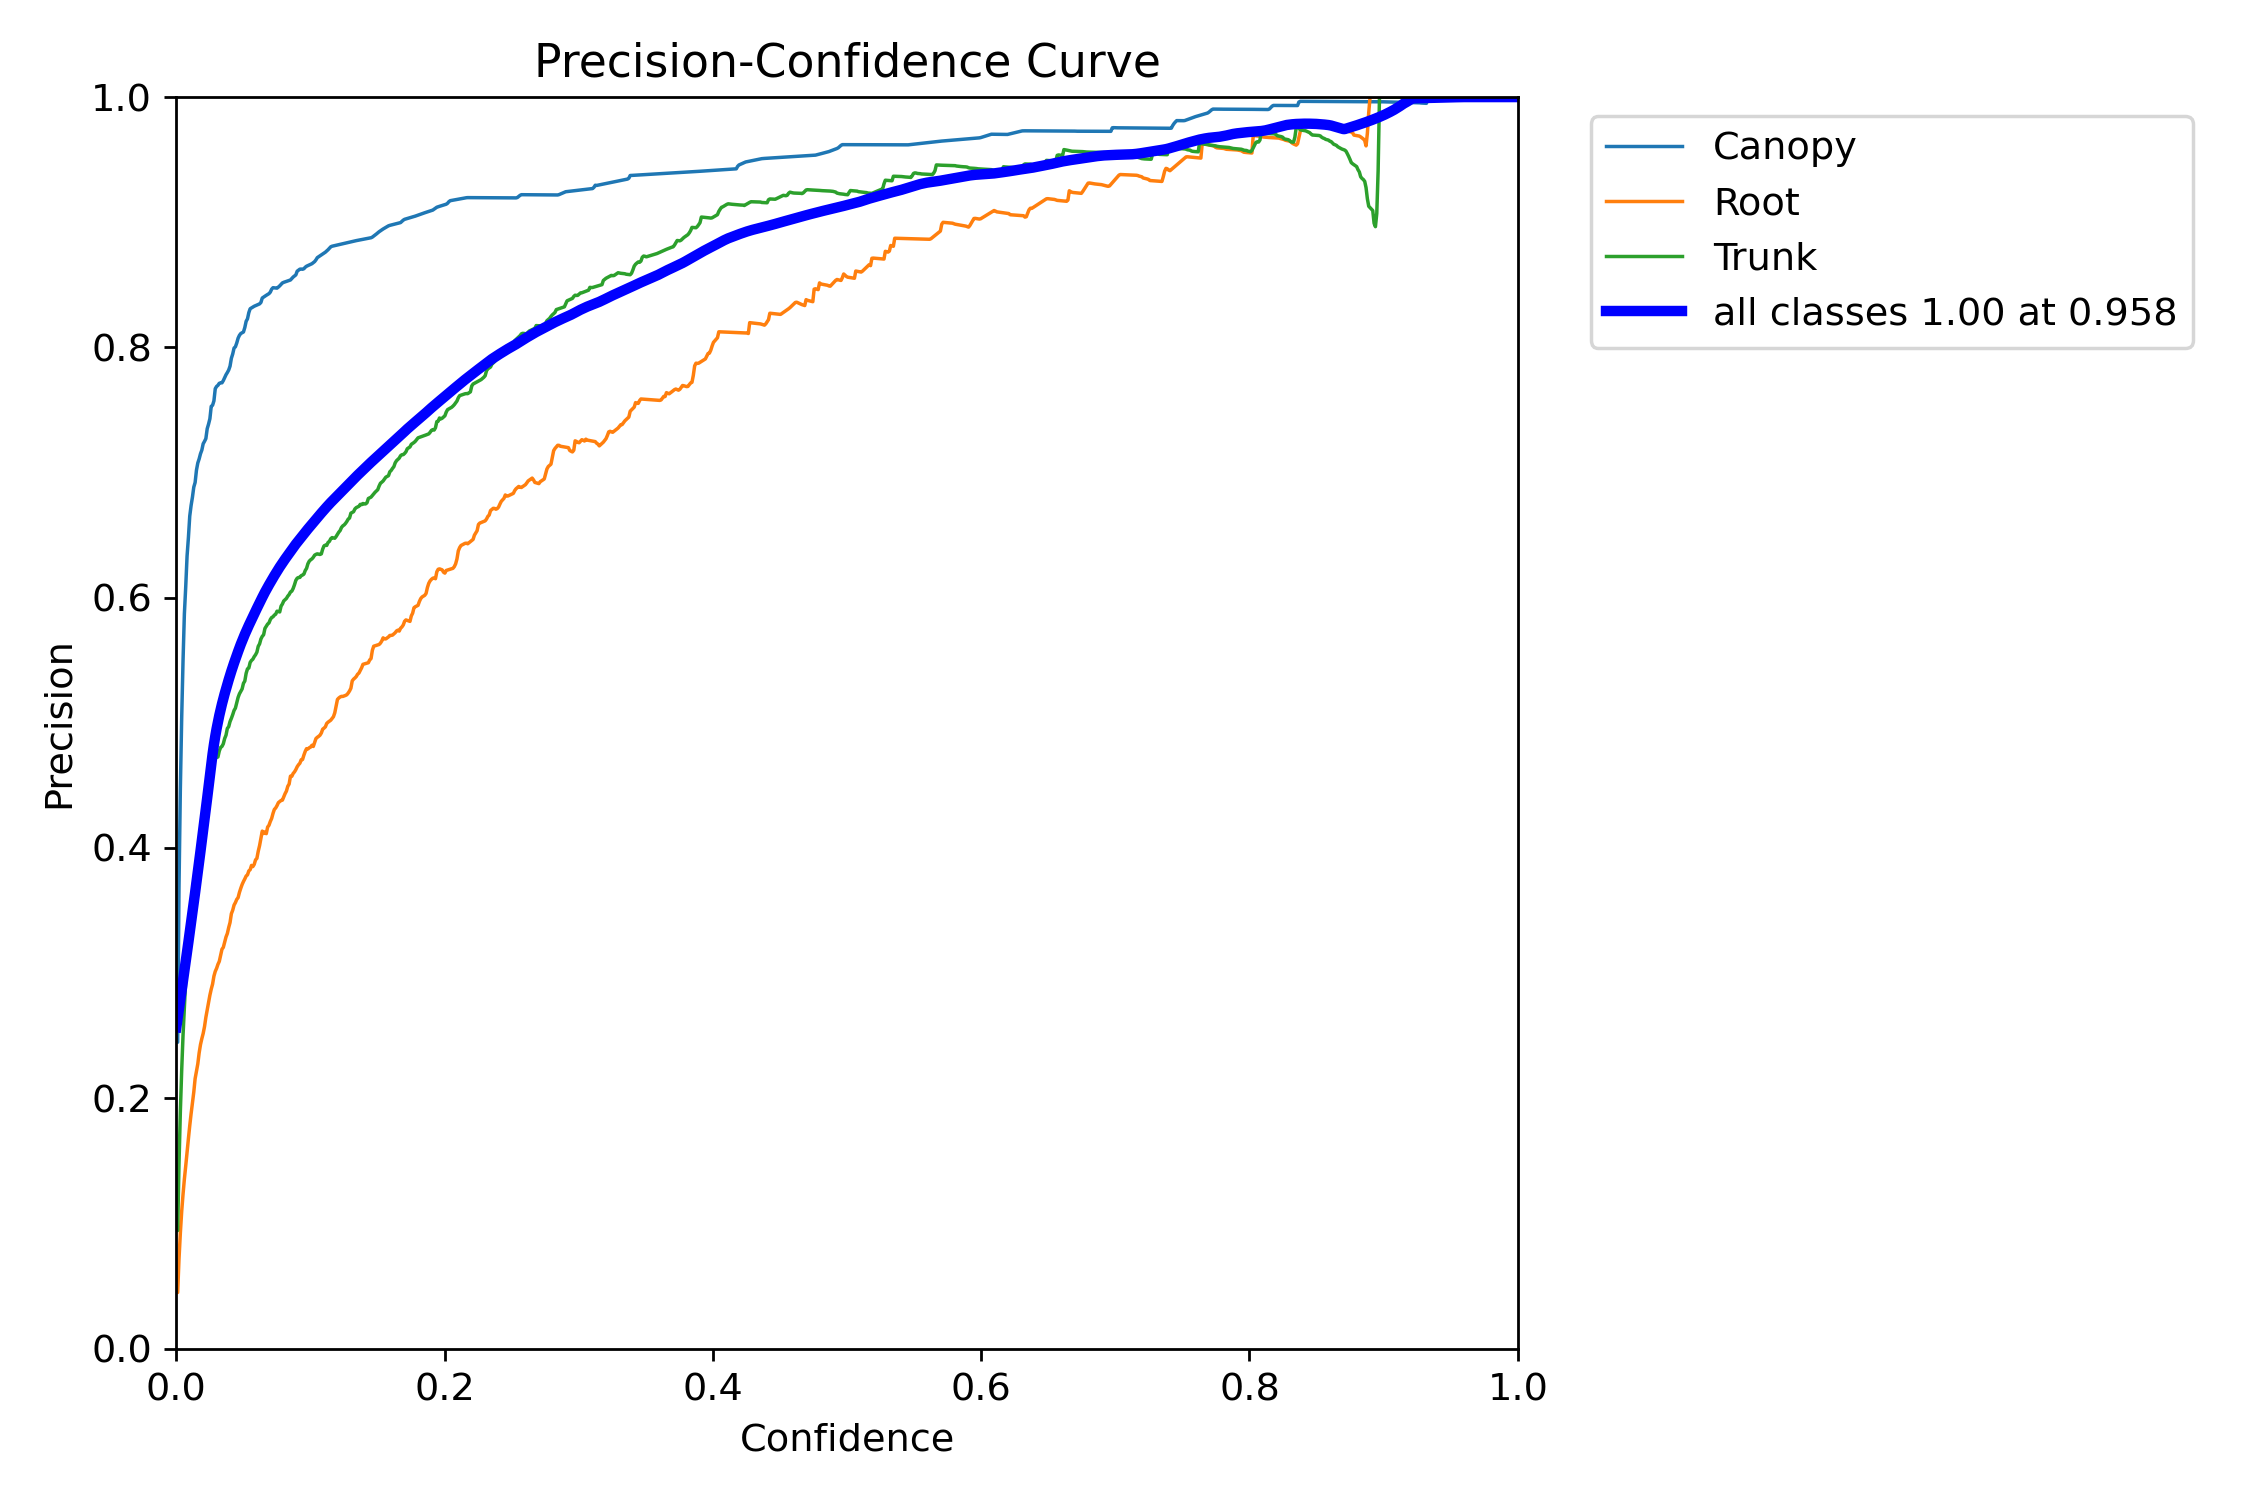 Precision-Confidence Curve
1.0
0.8
0.6
0.4
0.2
0.0
Precision
0.0 0.2 0.4 0.6 0.8 1.0
Confidence
Canopy
Root
Trunk
all classes 1.00 at 0.958